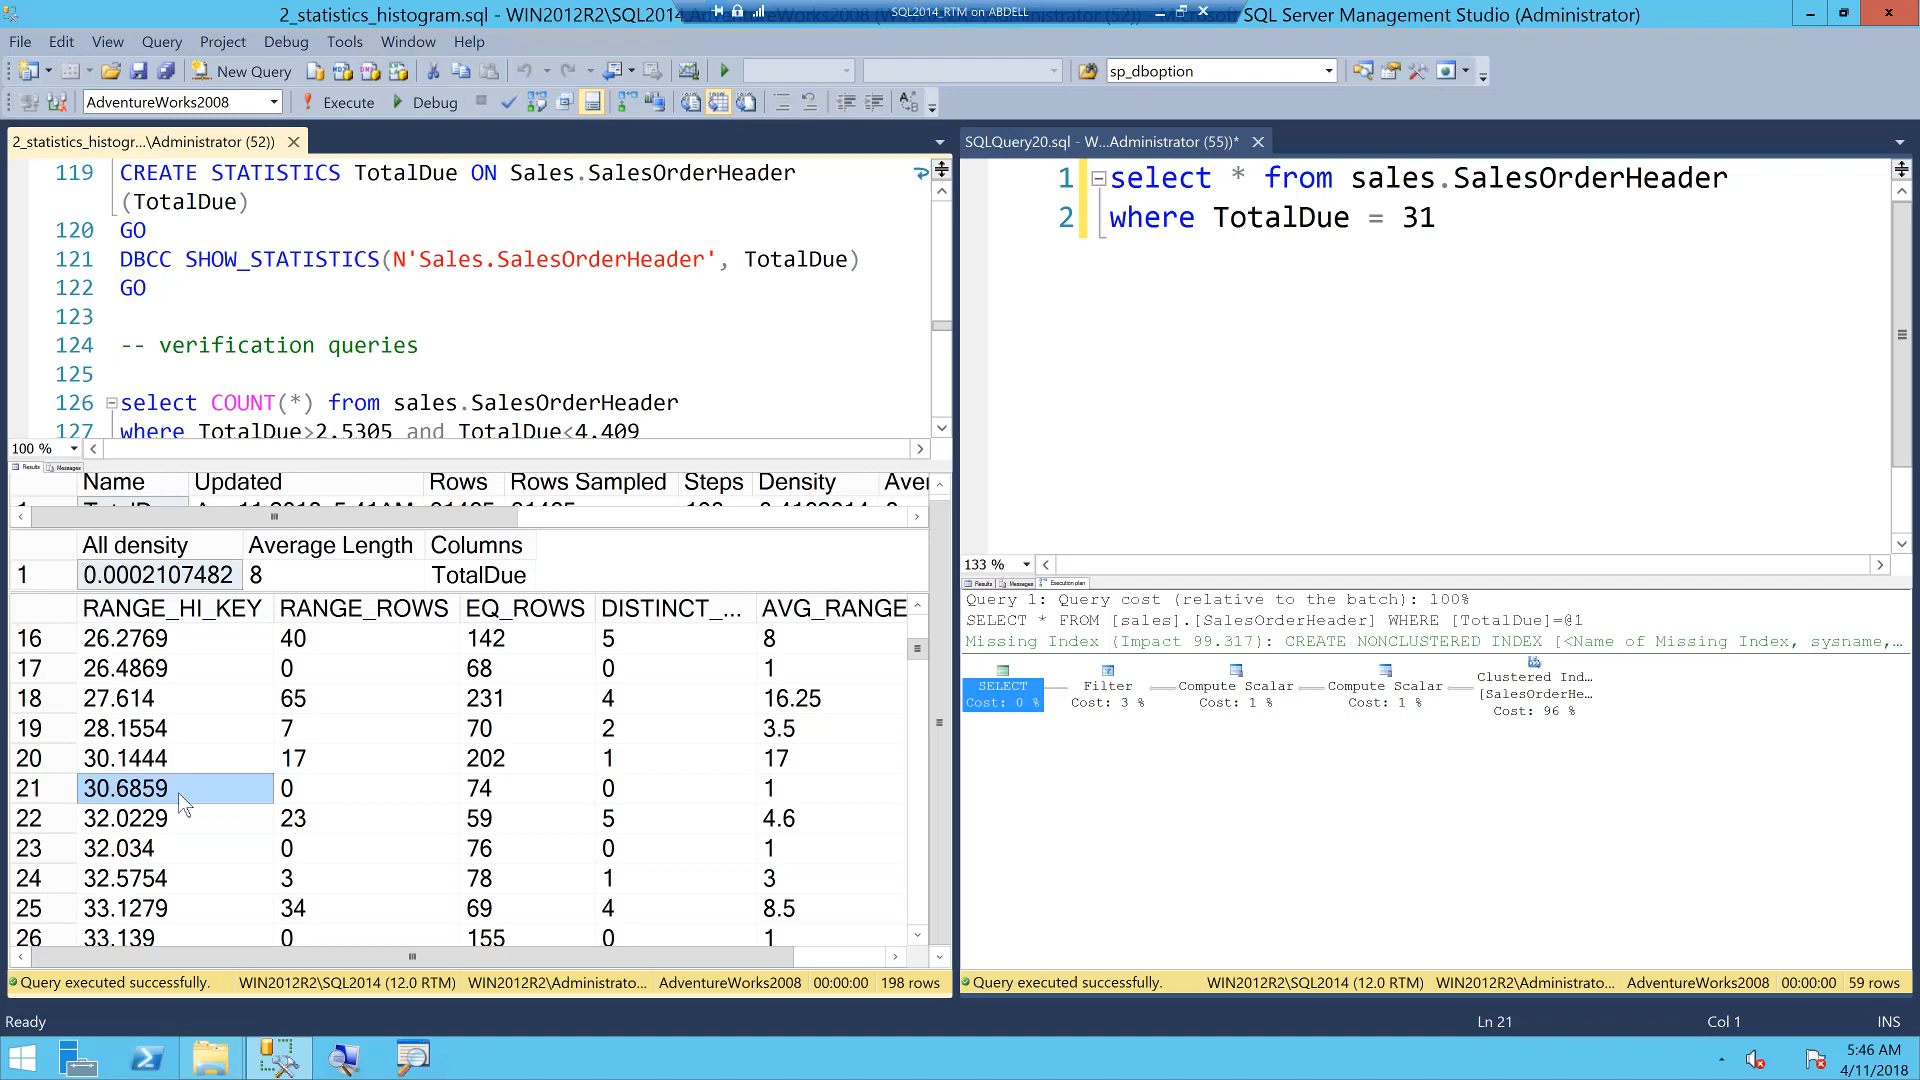 2_statistics_histogram.sql - WIN2012R2\SQL2014.AdventureWorks2008
SQL2014_RTM on ABDELL
Microsoft SQL Server Management Studio (Administrator)
File Edit View Query Project Debug Tools Window Help
New Query
sp_dboption
AdventureWorks2008
Execute
Debug
2_statistics_histogr...\Administrator (52))
119 CREATE STATISTICS TotalDue ON Sales.SalesOrderHeader
(TotalDue)
120 GO
121 DBCC SHOW_STATISTICS(N'Sales.SalesOrderHeader', TotalDue)
122 GO
123
124 -- verification queries
125
126 select COUNT(*) from sales.SalesOrderHeader
127 where TotalDue>2.5305 and TotalDue<4.409
100 %
Results Messages
Name Updated Rows Rows Sampled Steps Density Aver
All density Average Length Columns
1 0.0002107482 8 TotalDue
RANGE_HI_KEY RANGE_ROWS EQ_ROWS DISTINCT_... AVG_RANGE
16 26.2769 40 142 5 8
17 26.4869 0 68 0 1
18 27.614 65 231 4 16.25
19 28.1554 7 70 2 3.5
20 30.1444 17 202 1 17
21 30.6859 0 74 0 1
22 32.0229 23 59 5 4.6
23 32.034 0 76 0 1
24 32.5754 3 78 1 3
25 33.1279 34 69 4 8.5
26 33.139 0 155 0 1
Query executed successfully. WIN2012R2\SQL2014 (12.0 RTM) WIN2012R2\Administrato... AdventureWorks2008 00:00:00 198 rows
SQLQuery20.sql - W...Administrator (55))*
1 select * from sales.SalesOrderHeader
2 where TotalDue = 31
133 %
Results Messages Execution plan
Query 1: Query cost (relative to the batch): 100%
SELECT * FROM [sales].[SalesOrderHeader] WHERE [TotalDue]=@1
Missing Index (Impact 99.317): CREATE NONCLUSTERED INDEX [<Name of Missing Index, sysname,...
SELECT
Cost: 0 %
Filter
Cost: 3 %
Compute Scalar
Cost: 1 %
Compute Scalar
Cost: 1 %
Clustered Ind...
[SalesOrderHe...
Cost: 96 %
Query executed successfully. WIN2012R2\SQL2014 (12.0 RTM) WIN2012R2\Administrato... AdventureWorks2008 00:00:00 59 rows
Ready
Ln 21
Col 1
INS
5:46 AM
4/11/2018